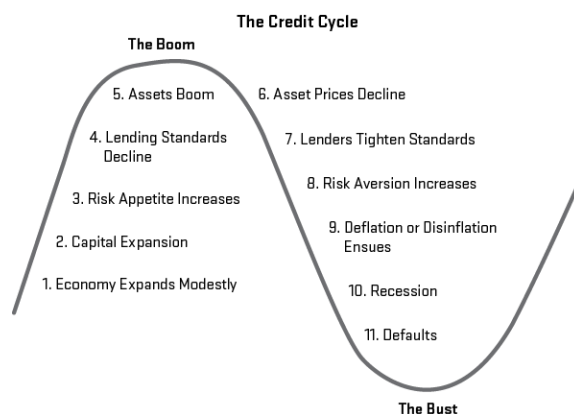 The Credit Cycle
The Boom
5. Assets Boom
4. Lending Standards
Decline
3. Risk Appetite Increases
2. Capital Expansion
1. Economy Expands Modestly
6. Asset Prices Decline
7. Lenders Tighten Standards
8. Risk Aversion Increases
9. Deflation or Disinflation
Ensues
10. Recession
11. Defaults
The Bust